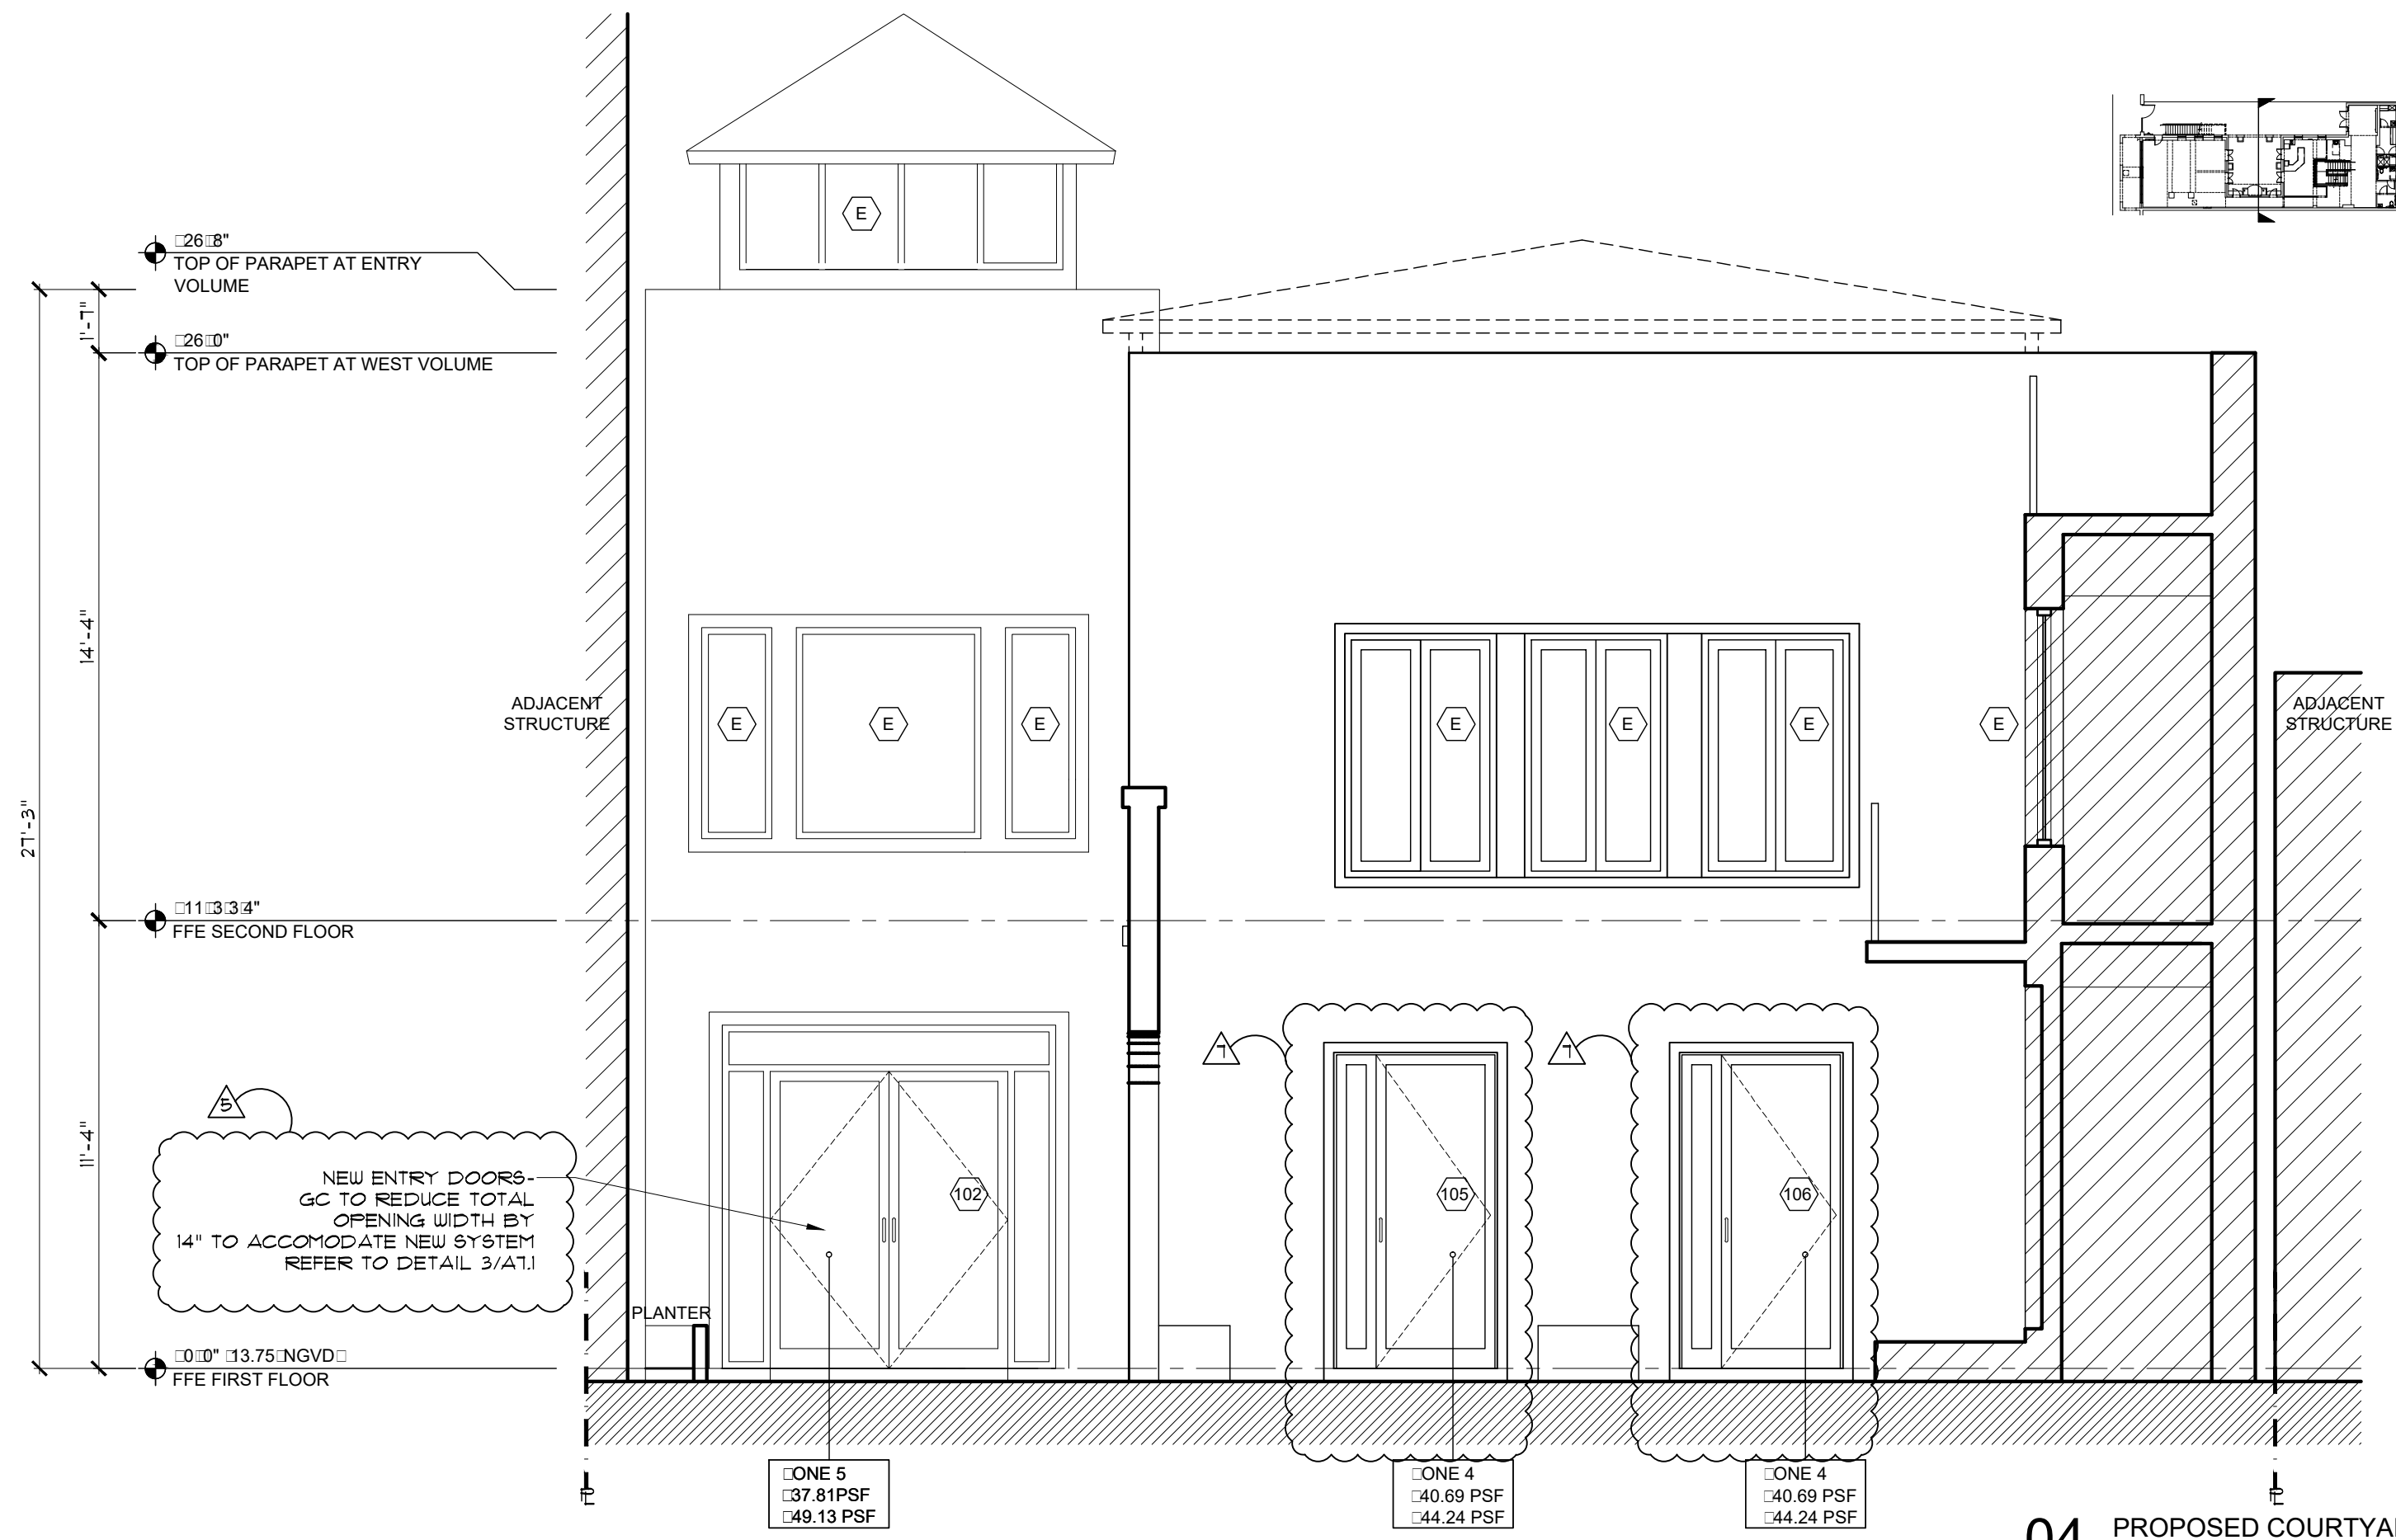 E
□26□8"
TOP OF PARAPET AT ENTRY
VOLUME
1'-7"
□26□0"
TOP OF PARAPET AT WEST VOLUME
14'-4"
27'-3"
ADJACENT
STRUCTURE
E
E
E
E
E
E
E
ADJACENT
STRUCTURE
□11□3□3□4"
FFE SECOND FLOOR
11'-4"
5
7
7
NEW ENTRY DOORS-
GC TO REDUCE TOTAL
OPENING WIDTH BY
14" TO ACCOMODATE NEW SYSTEM
REFER TO DETAIL 3/A7.1
102
105
106
PLANTER
□0□0" □13.75□NGVD□
FFE FIRST FLOOR
□ONE 5
□37.81PSF
□49.13 PSF
□ONE 4
□40.69 PSF
□44.24 PSF
□ONE 4
□40.69 PSF
□44.24 PSF
PL
PL
04 PROPOSED COURTYA